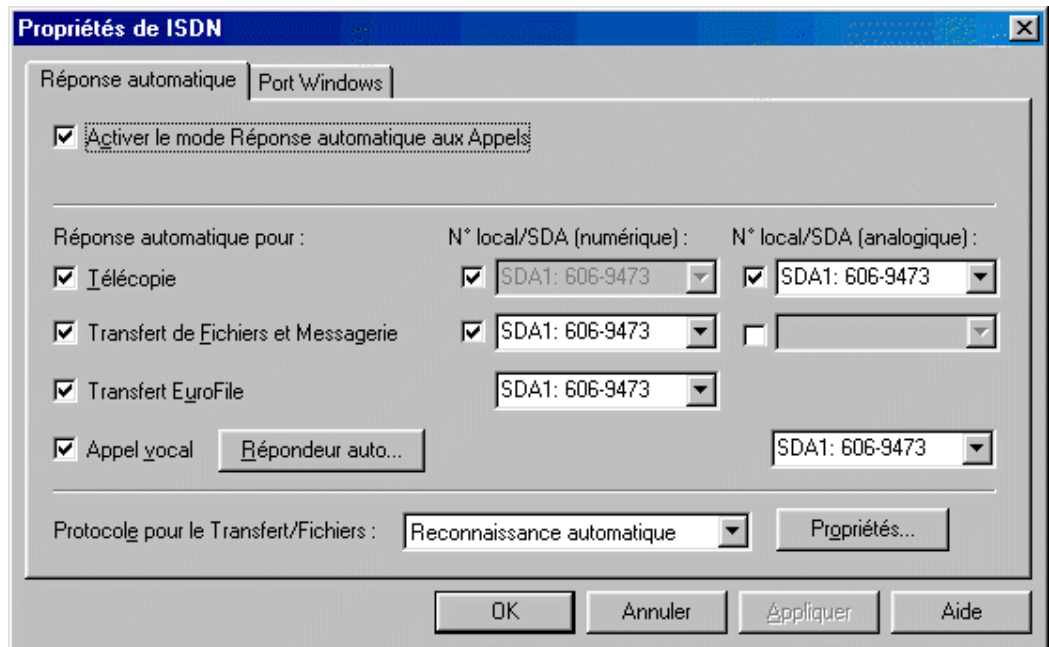 Propriétés de ISDN
Réponse automatique Port Windows
Activer le mode Réponse automatique aux Appels
Réponse automatique pour : N° local/SDA (numérique) : N° local/SDA (analogique) :
Télécopie SDA1: 606-9473 SDA1: 606-9473
Transfert de Fichiers et Messagerie SDA1: 606-9473
Transfert EuroFile SDA1: 606-9473
Appel vocal Répondeur auto... SDA1: 606-9473
Protocole pour le Transfert/Fichiers : Reconnaissance automatique Propriétés...
OK Annuler Appliquer Aide